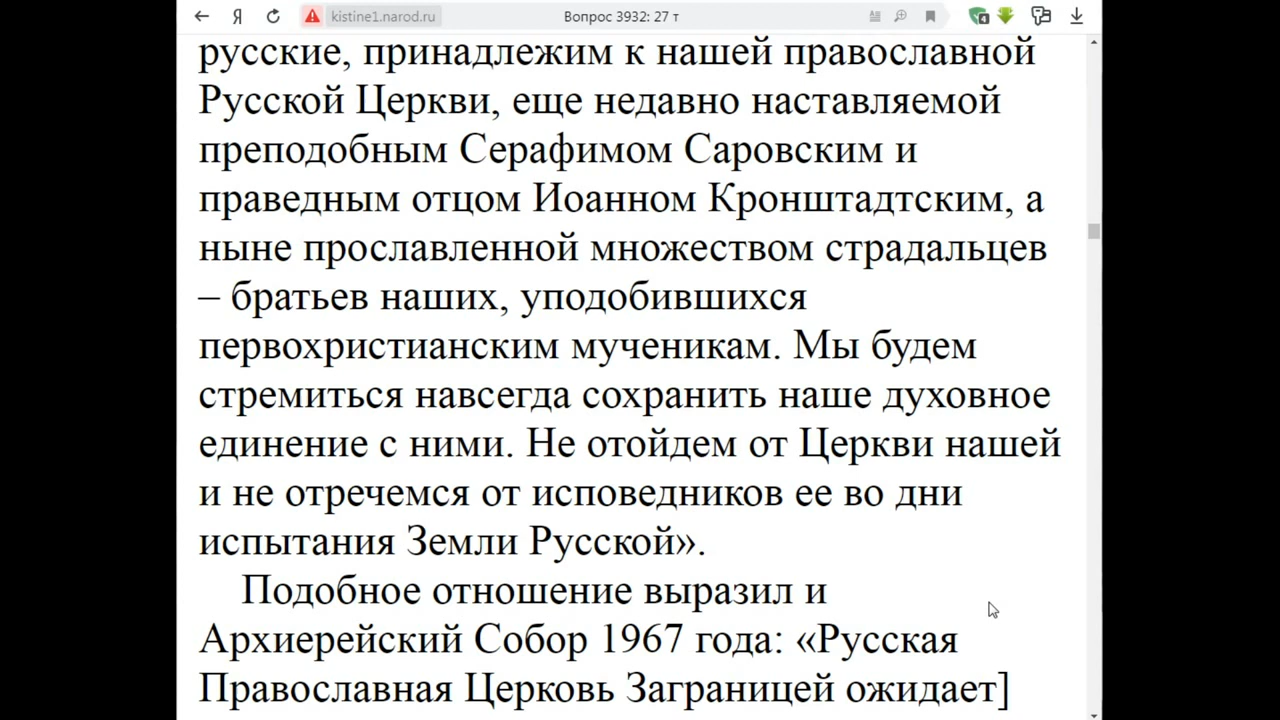 Я kistine1.narod.ru Вопрос 3932: 27 т 4
русские, принадлежим к нашей православной
Русской Церкви, еще недавно наставляемой
преподобным Серафимом Саровским и
праведным отцом Иоанном Кронштадтским, а
ныне прославленной множеством страдальцев
– братьев наших, уподобившихся
первохристианским мученикам. Мы будем
стремиться навсегда сохранить наше духовное
единение с ними. Не отойдем от Церкви нашей
и не отречемся от исповедников ее во дни
испытания Земли Русской».
Подобное отношение выразил и
Архиерейский Собор 1967 года: «Русская
Православная Церковь Заграницей ожидает]